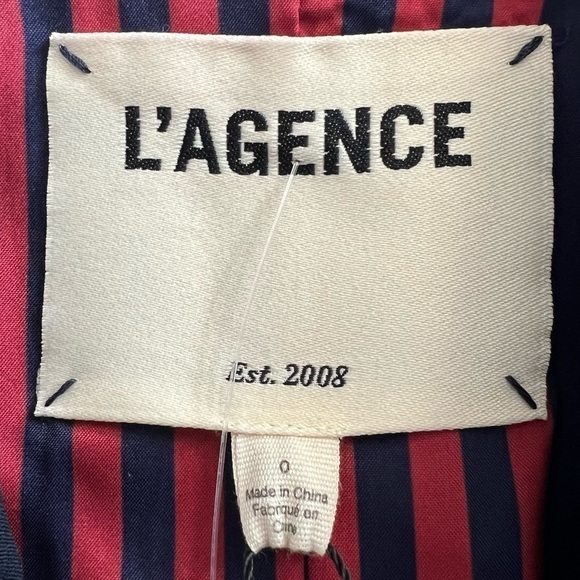 L'AGENCE
Est. 2008
0
Made in China
Fabriqué en
Chine